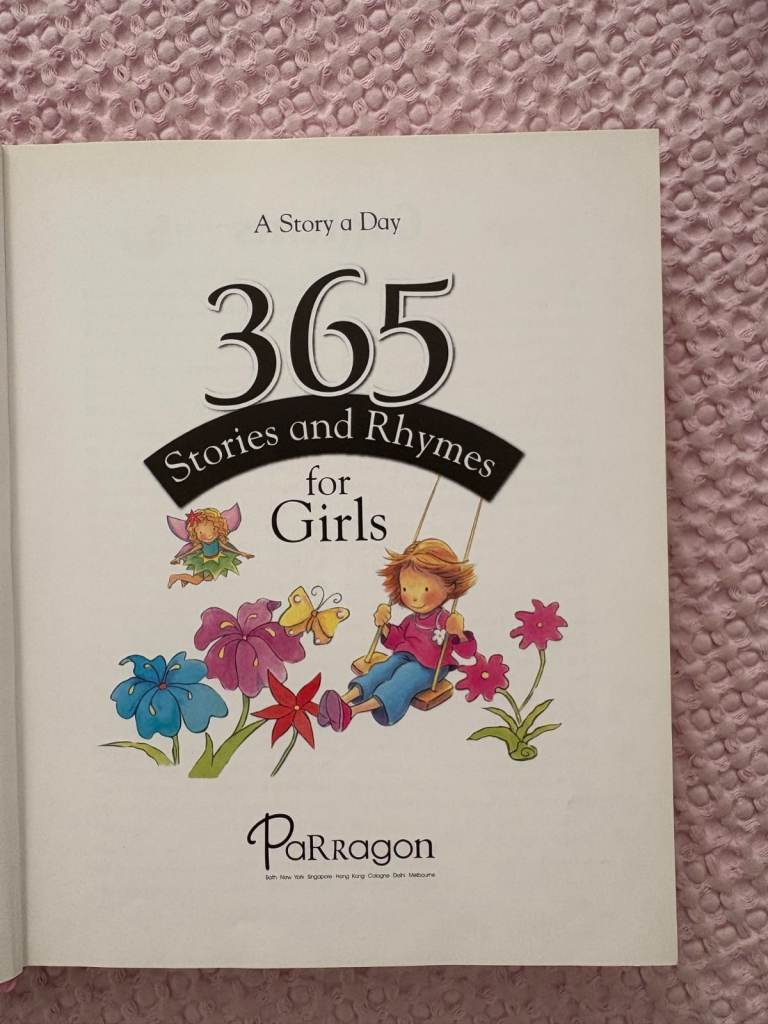 A Story a Day
365
Stories and Rhymes
for
Girls
PaRRagon
Bath · New York · Singapore · Hong Kong · Cologne · Delhi · Melbourne